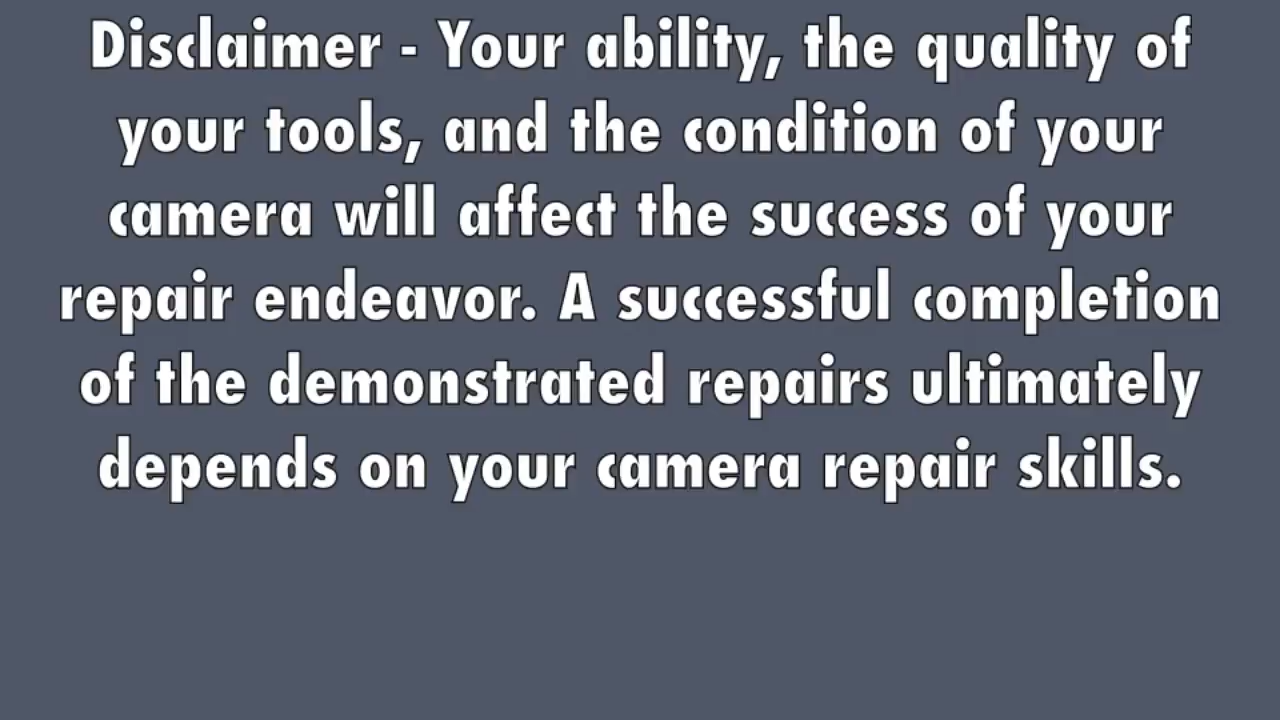 Disclaimer - Your ability, the quality of
your tools, and the condition of your
camera will affect the success of your
repair endeavor. A successful completion
of the demonstrated repairs ultimately
depends on your camera repair skills.